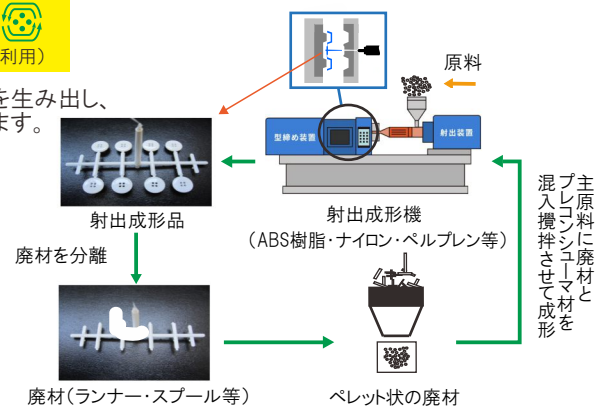 利用）
を生み出し、
ます。
原料
型締め装置
射出装置
射出成形品
射出成形機
（ABS樹脂・ナイロン・ペルプレン等）
廃材を分離
主原料に廃材と
プレコンシューマ材を
混入攪拌させて成形
廃材（ランナー・スプール等）
ペレット状の廃材